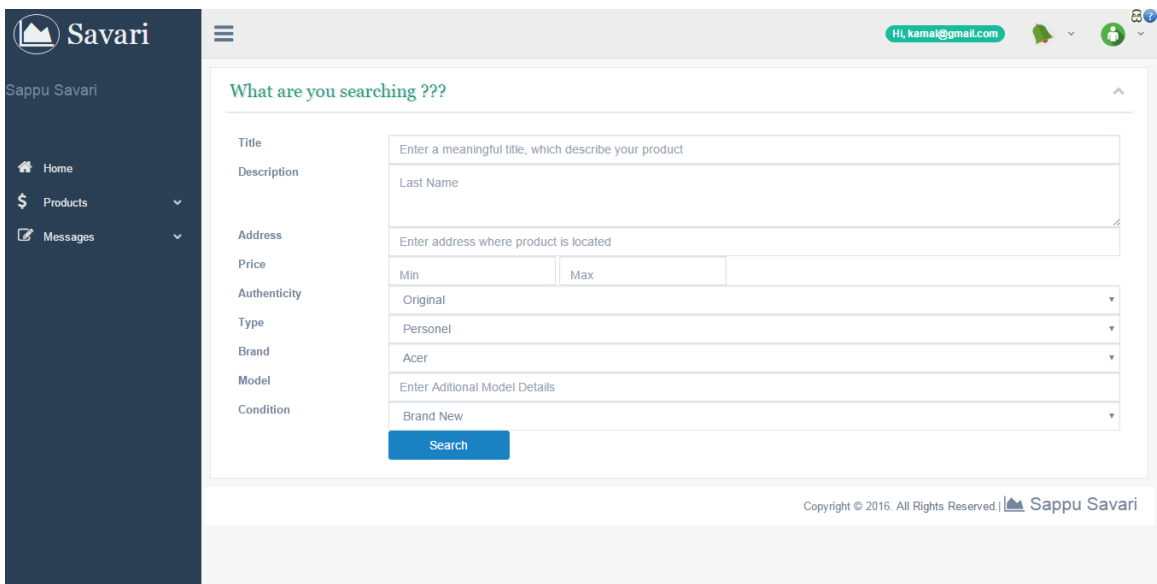 Savari
Hi, kamal@gmail.com
Sappu Savari
Home
Products
Messages
What are you searching ???
Title
Enter a meaningful title, which describe your product
Description
Last Name
Address
Enter address where product is located
Price
Min Max
Authenticity
Original
Type
Personel
Brand
Acer
Model
Enter Aditional Model Details
Condition
Brand New
Search
Copyright © 2016. All Rights Reserved.| Sappu Savari